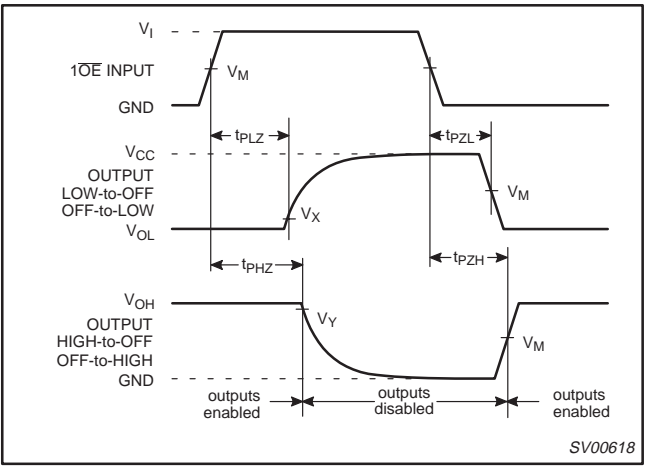 VI
1OE INPUT
VM
GND
tPLZ
tPZL
VCC
OUTPUT
LOW-to-OFF
OFF-to-LOW
VM
VX
VOL
tPHZ
tPZH
VOH
VY
OUTPUT
HIGH-to-OFF
OFF-to-HIGH
VM
GND
outputs
enabled
outputs
disabled
outputs
enabled
SV00618